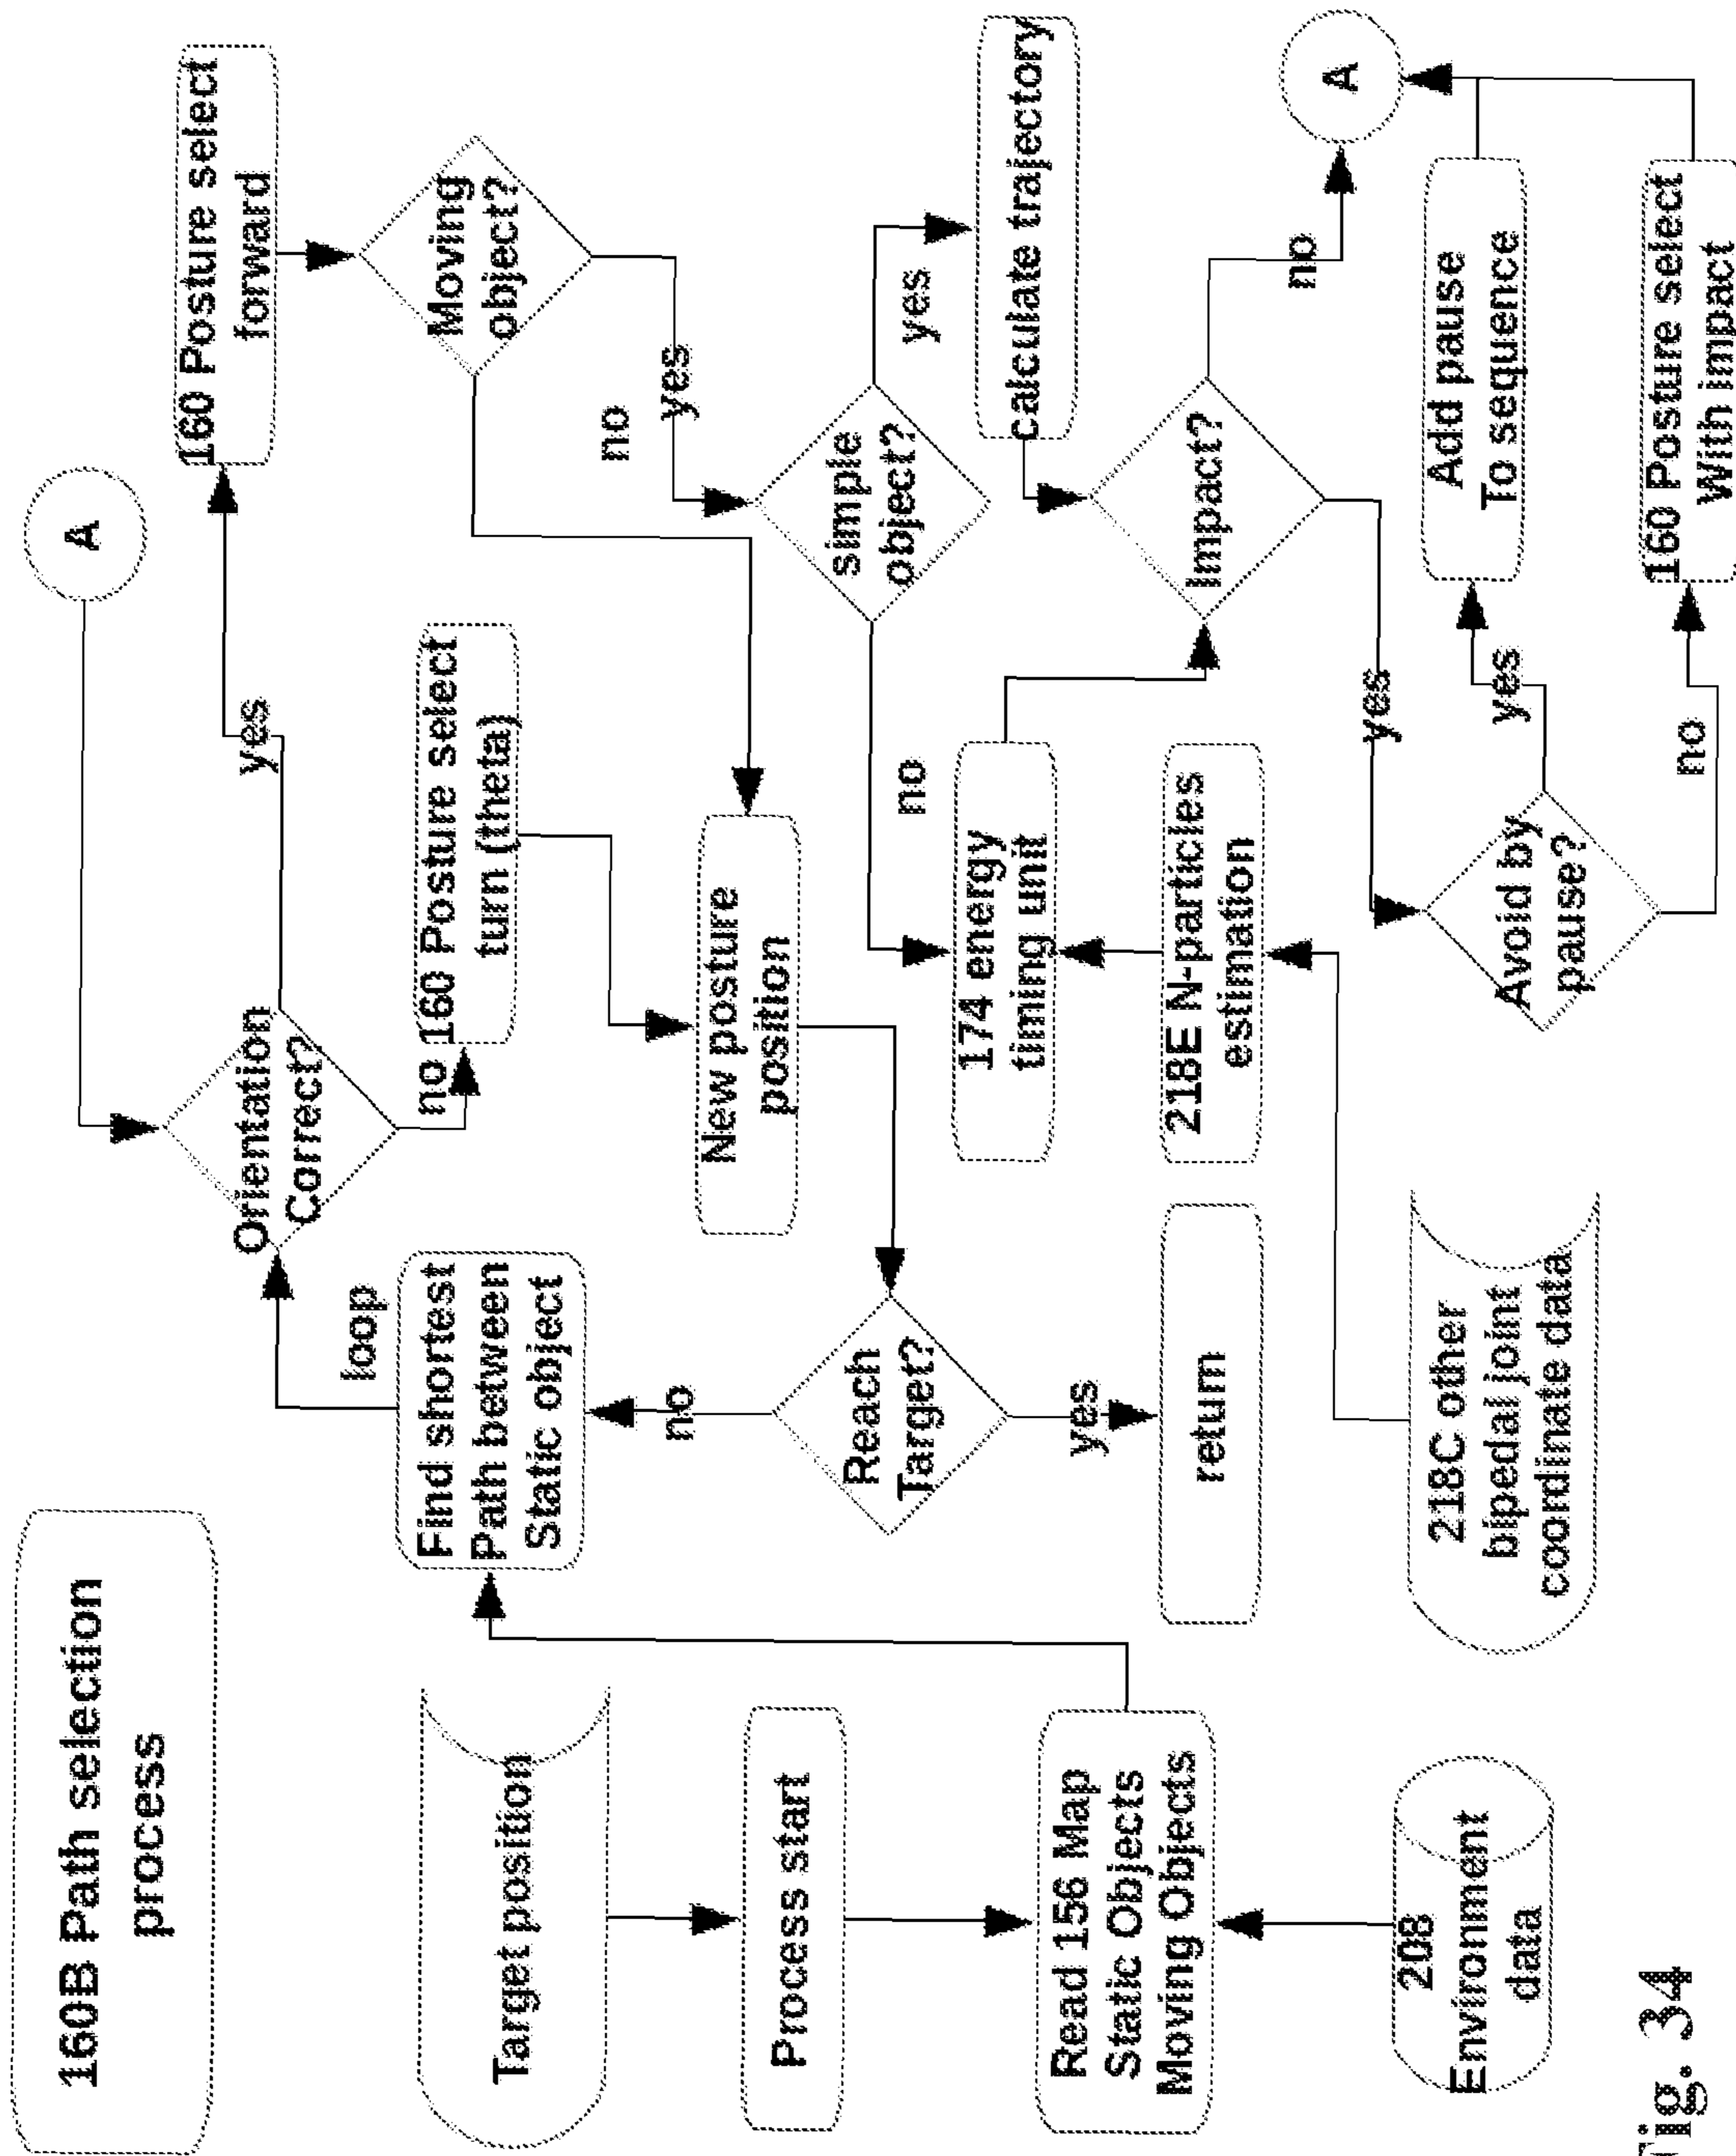 160B Path selection
process
Target position
Process start
Read 156 Map
Static Objects
Moving Objects
208
Environment
data
Find shortest
Path between
Static object
loop
no
Reach
Target?
yes
return
218C other
bipedal joint
coordinate data
A
Orientation
Correct?
yes
no
160 Posture select
turn (theta)
New posture
position
174 energy
timing unit
218E N-particles
estimation
no
160 Posture select
forward
Moving
object?
no
yes
simple
object?
yes
calculate trajectory
Impact?
no
yes
A
Avoid by
pause?
yes
no
Add pause
To sequence
160 Posture select
With impact
Fig. 34